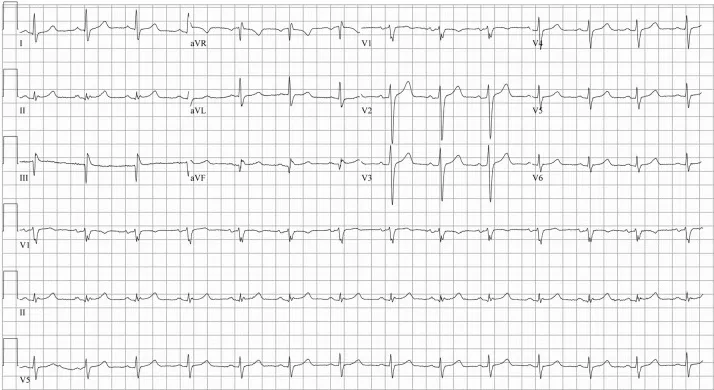 I aVR V1 V4
II aVL V2 V5
III aVF V3 V6
V1
II
V5